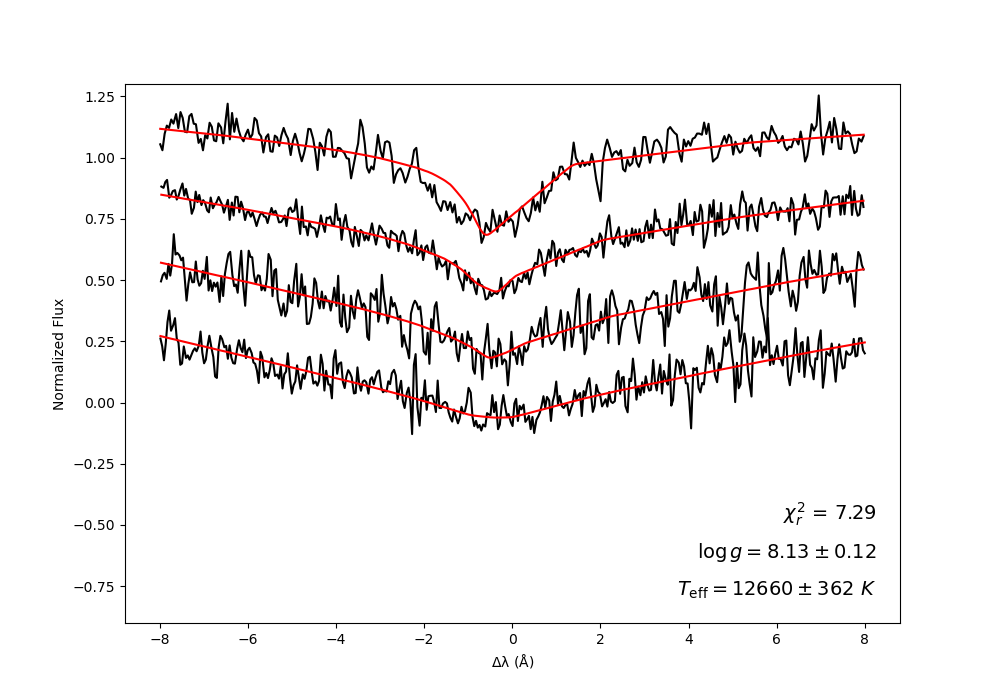 1.25
1.00
0.75
0.50
0.25
0.00
−0.25
−0.50
−0.75
Normalized Flux
χ²ᵣ = 7.29
log g = 8.13 ± 0.12
T_eff = 12660 ± 362 K
−8 −6 −4 −2 0 2 4 6 8
Δλ (Å)